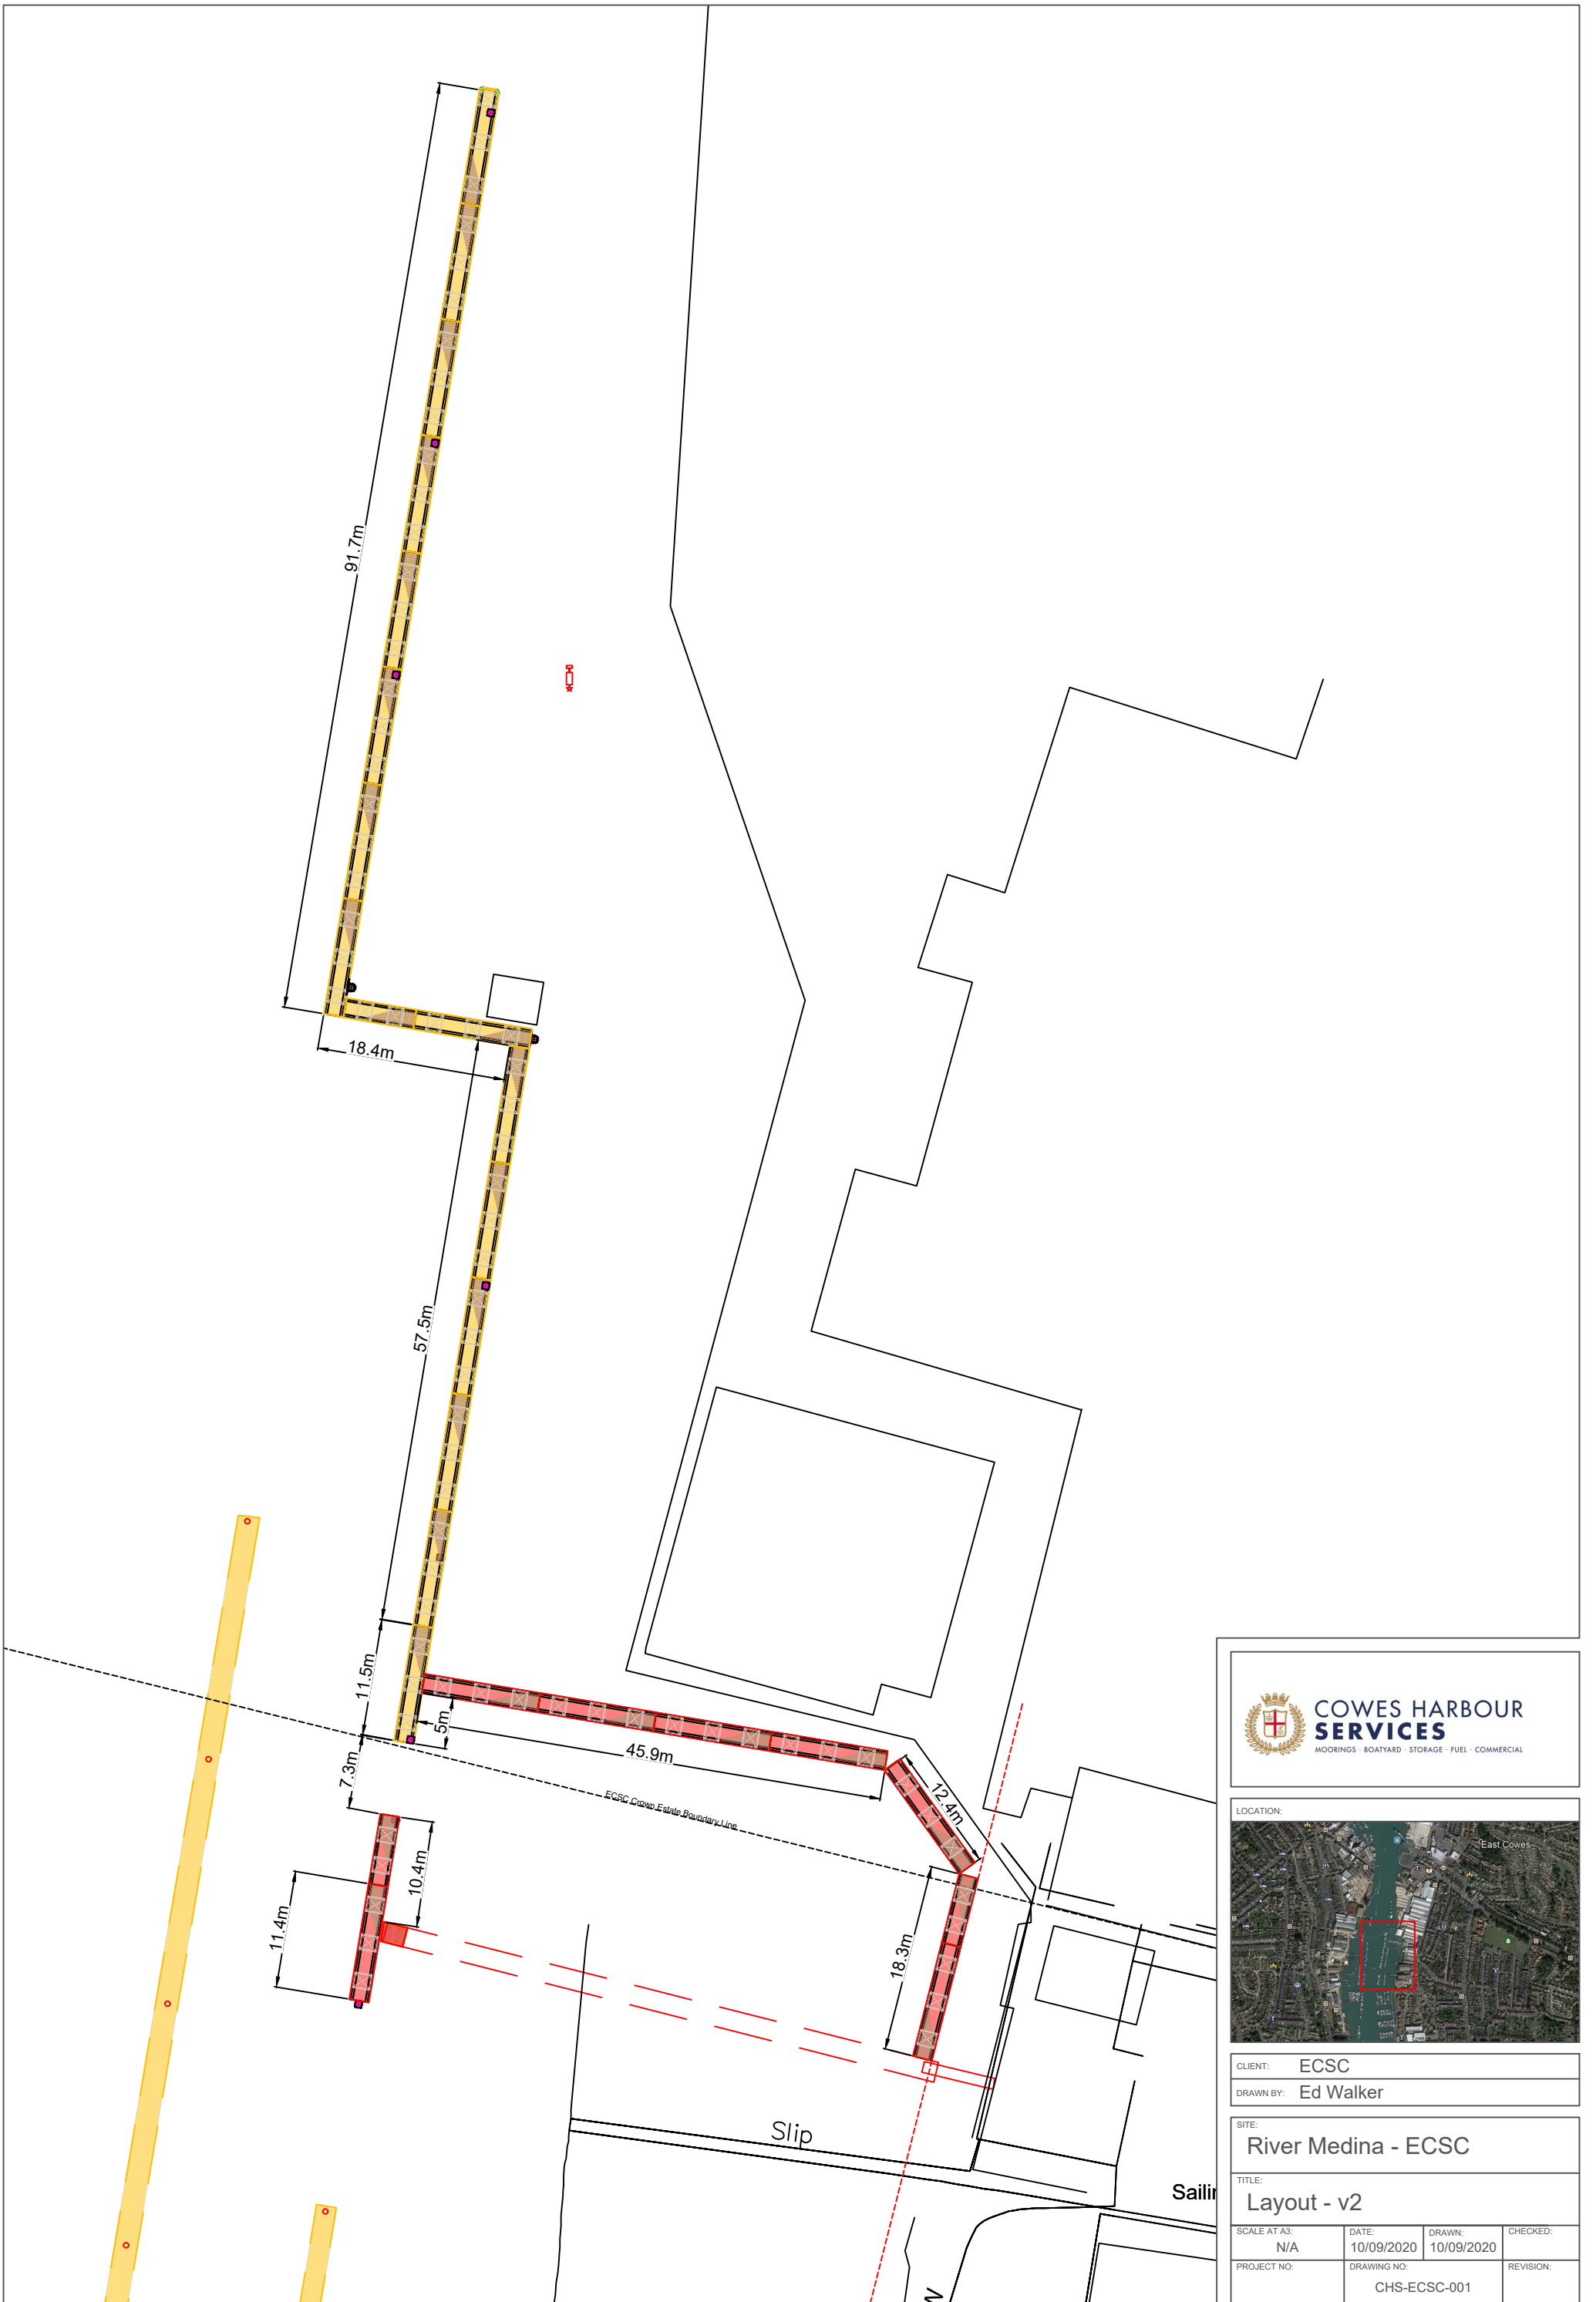 91.7m
18.4m
57.5m
11.5m
5m
45.9m
7.3m
ECSC Crown Estate Boundary Line
12.4m
10.4m
11.4m
18.3m
Slip
Sailin
w
COWES HARBOUR
SERVICES
MOORINGS · BOATYARD · STORAGE · FUEL · COMMERCIAL
LOCATION:
East Cowes
CLIENT: ECSC
DRAWN BY: Ed Walker
SITE:
River Medina - ECSC
TITLE:
Layout - v2
SCALE AT A3: DATE: DRAWN: CHECKED:
N/A 10/09/2020 10/09/2020
PROJECT NO: DRAWING NO: REVISION:
CHS-ECSC-001